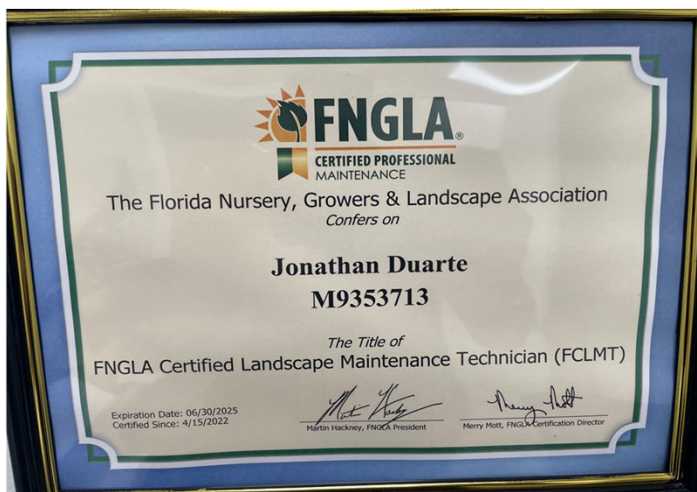 FNGLA®
CERTIFIED PROFESSIONAL
MAINTENANCE
The Florida Nursery, Growers & Landscape Association
Confers on
Jonathan Duarte
M9353713
The Title of
FNGLA Certified Landscape Maintenance Technician (FCLMT)
Expiration Date: 06/30/2025
Certified Since: 4/15/2022
Martin Hackney, FNGLA President
Merry Mott, FNGLA Certification Director